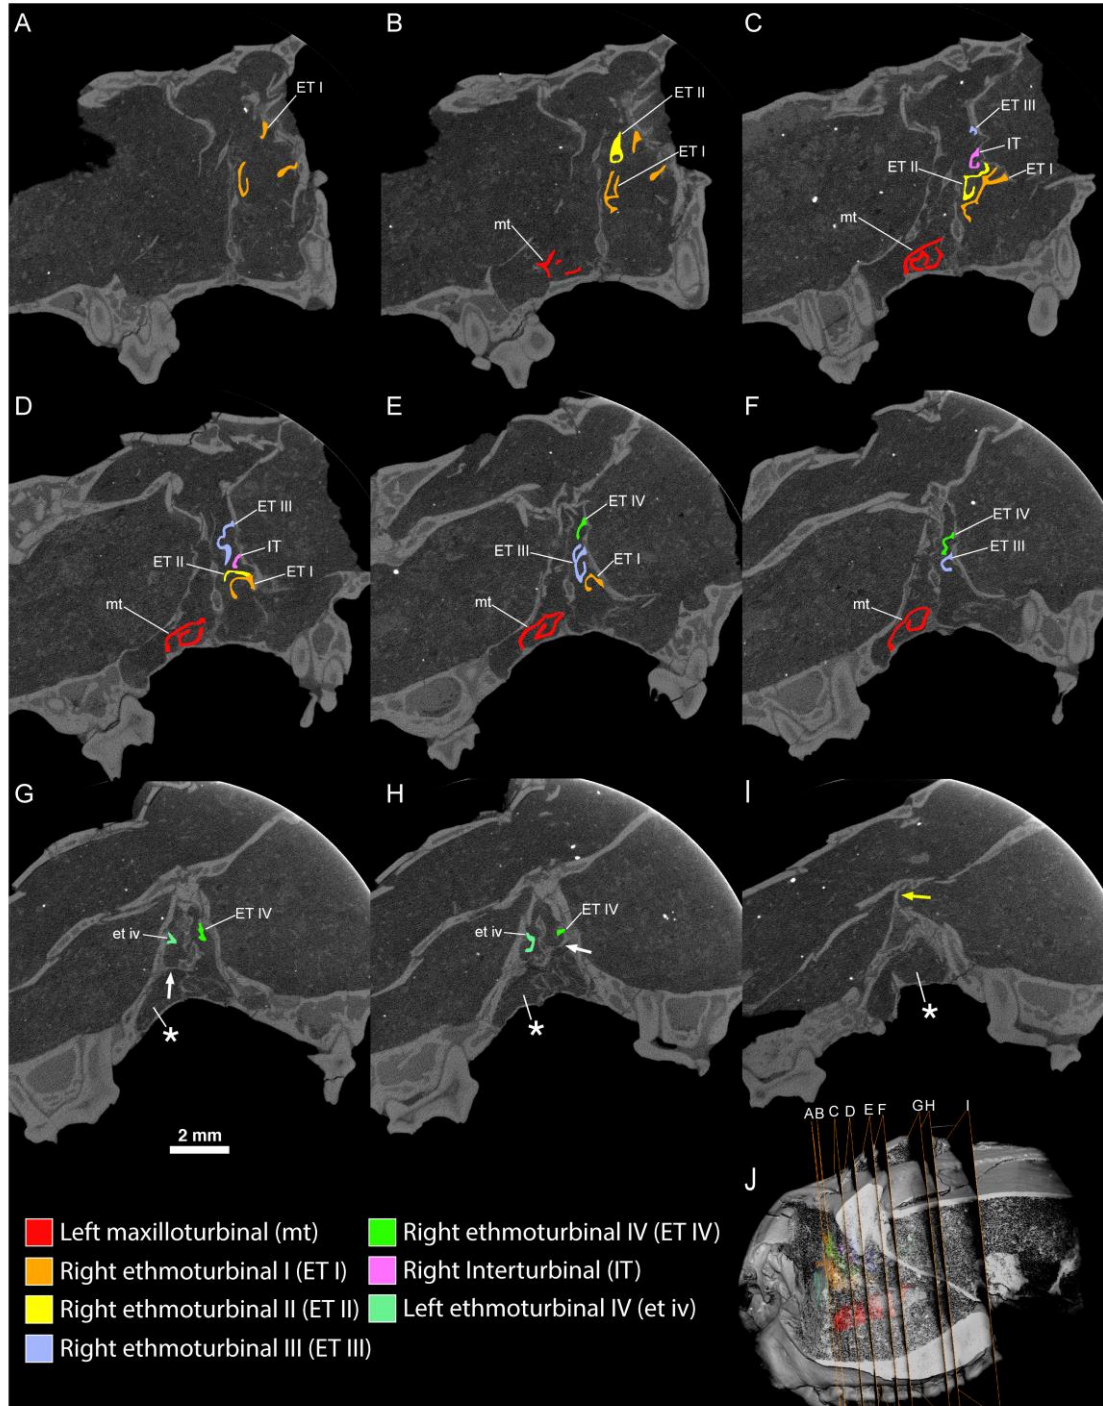 A
ET I
B
ET II
ET I
mt
C
ET III
IT
ET II
ET I
mt
D
ET III
IT
ET II
ET I
mt
E
ET IV
ET III
ET I
mt
F
ET IV
ET III
mt
G
ET IV
et iv
*
H
ET IV
et iv
*
I
*
2 mm
A B C D E F G H I
J
Left maxilloturbinal (mt)
Right ethmoturbinal I (ET I)
Right ethmoturbinal II (ET II)
Right ethmoturbinal III (ET III)
Right ethmoturbinal IV (ET IV)
Right Interturbinal (IT)
Left ethmoturbinal IV (et iv)